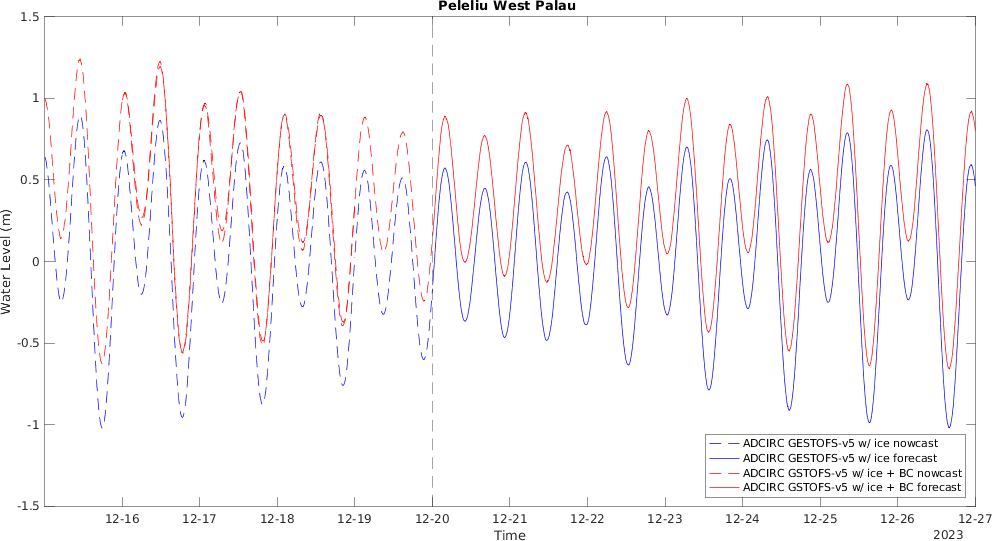 Peleliu West Palau
1.5
1
0.5
0
-0.5
-1
-1.5
Water Level (m)
12-16 12-17 12-18 12-19 12-20 12-21 12-22 12-23 12-24 12-25 12-26 12-27
Time
2023
ADCIRC GESTOFS-v5 w/ ice nowcast
ADCIRC GESTOFS-v5 w/ ice forecast
ADCIRC GSTOFS-v5 w/ ice + BC nowcast
ADCIRC GSTOFS-v5 w/ ice + BC forecast